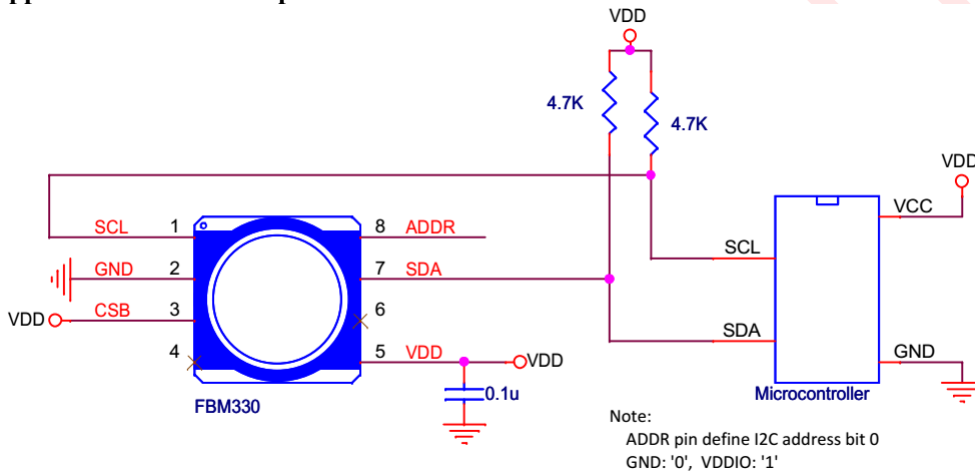 VDD
4.7K
4.7K
VDD
VCC
SCL 1
8 ADDR
SCL
GND 2
7 SDA
VDD CSB 3
6
SDA
4
5 VDD
VDD
GND
0.1u
FBM330
Microcontroller
Note:
ADDR pin define I2C address bit 0
GND: '0', VDDIO: '1'